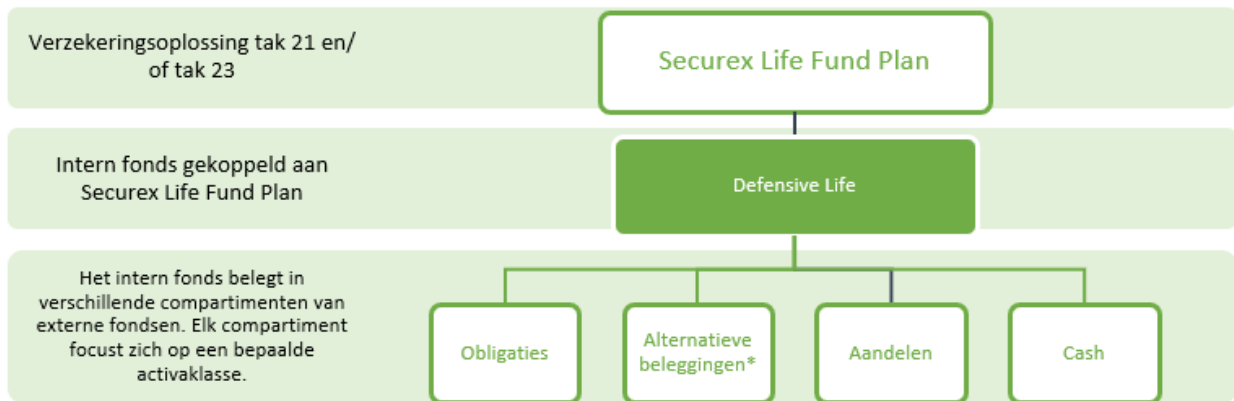 Verzekeringsoplossing tak 21 en/
of tak 23
Securex Life Fund Plan
Intern fonds gekoppeld aan
Securex Life Fund Plan
Defensive Life
Het intern fonds belegt in
verschillende compartimenten van
externe fondsen. Elk compartiment
focust zich op een bepaalde
activaklasse.
Obligaties
Alternatieve
beleggingen*
Aandelen
Cash